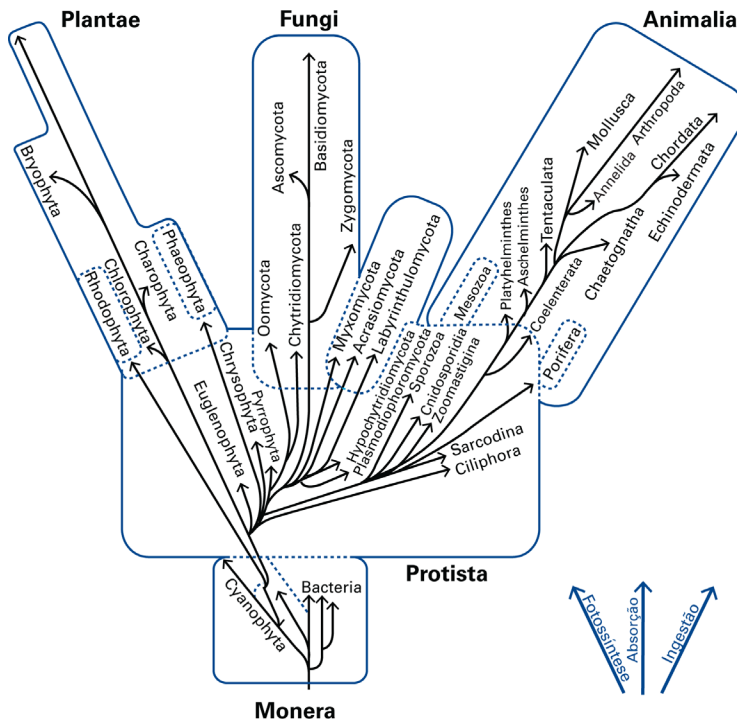 Plantae
Fungi
Animalia
Bryophyta
Rhodophyta
Chlorophyta
Charophyta
Phaeophyta
Ascomycota
Basidiomycota
Zygomycota
Oomycota
Chytridiomycota
Myxomycota
Acrasiomycota
Labyrinthulomycota
Mollusca
Arthropoda
Annelida
Chordata
Echinodermata
Tentaculata
Chaetognatha
Platyhelminthes
Aschelminthes
Mesozoa
Coelenterata
Porifera
Euglenophyta
Chrysophyta
Pyrrophyta
Hypochytridiomycota
Plasmodiophoromycota
Sporozoa
Cnidosporidia
Zoomastigina
Sarcodina
Ciliphora
Protista
Cyanophyta
Bacteria
Monera
Fotossíntese
Absorção
Ingestão